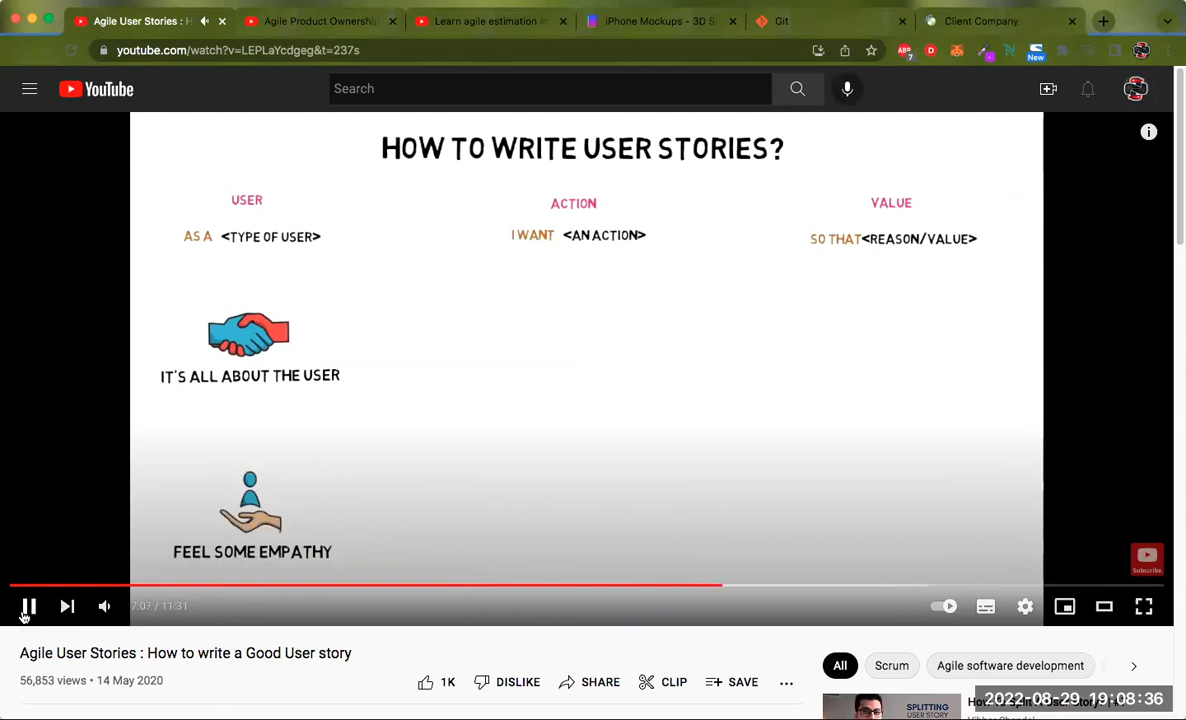 Agile User Stories : H
Agile Product Ownership
Learn agile estimation in
iPhone Mockups - 3D S
Git
Client Company
youtube.com/watch?v=LEPLaYcdgeg&t=237s
7
D
New
YouTube
Search
HOW TO WRITE USER STORIES?
USER
ACTION
VALUE
AS A <TYPE OF USER>
I WANT <AN ACTION>
SO THAT<REASON/VALUE>
IT'S ALL ABOUT THE USER
FEEL SOME EMPATHY
Subscribe
7:07 / 11:31
Agile User Stories : How to write a Good User story
56,853 views • 14 May 2020
1K
DISLIKE
SHARE
CLIP
SAVE
All
Scrum
Agile software development
2022-08-29 19:08:36
SPLITTING
USER STORY